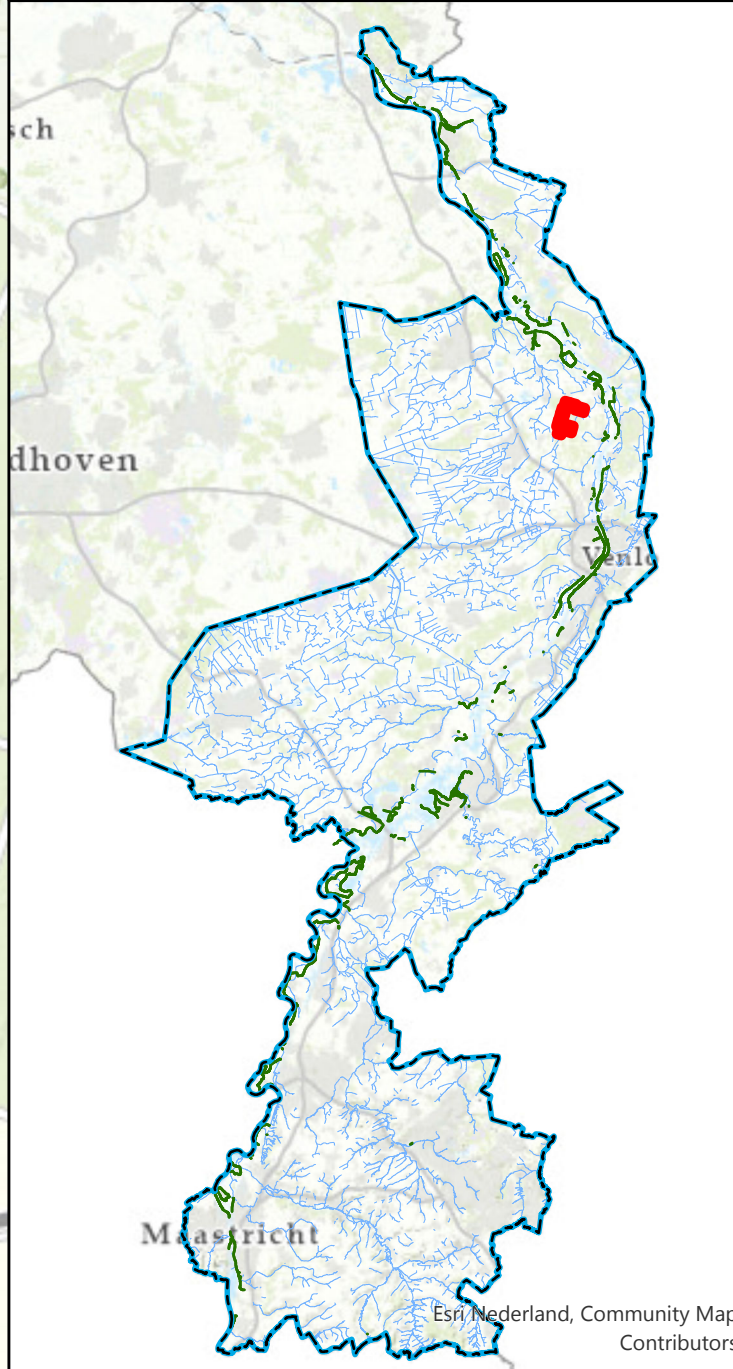 sch
dhoven
Venlo
Maastricht
Esri Nederland, Community Map
Contributors